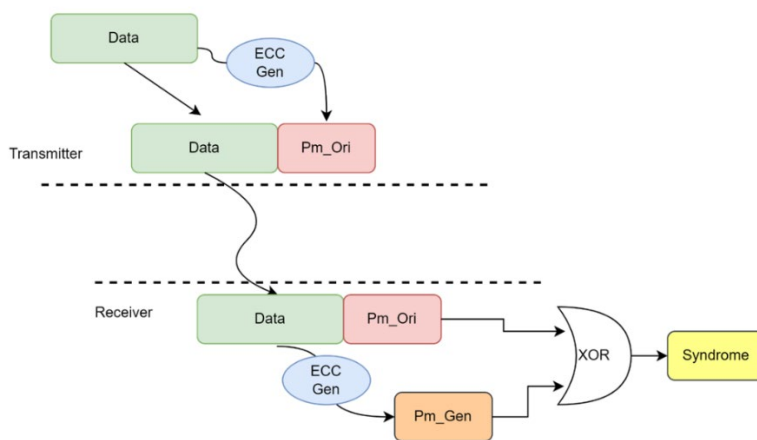 Data
ECC
Gen
Data
Pm_Ori
Transmitter
Receiver
Data
Pm_Ori
XOR
Syndrome
ECC
Gen
Pm_Gen